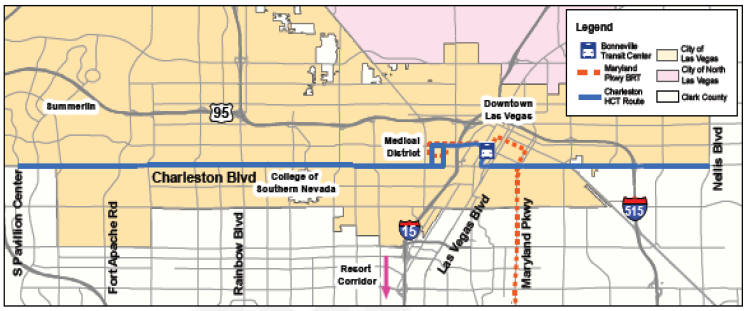 Legend
Bonneville
Transit Center
Maryland
Pkwy BRT
Charleston
HCT Route
City of
Las Vegas
City of North
Las Vegas
Clark County
Summerlin
95
Downtown
Las Vegas
Medical
District
Charleston Blvd
College of
Southern Nevada
S Pavilion Center
Fort Apache Rd
Rainbow Blvd
15
Las Vegas Blvd
Maryland Pkwy
515
Nellis Blvd
Resort
Corridor